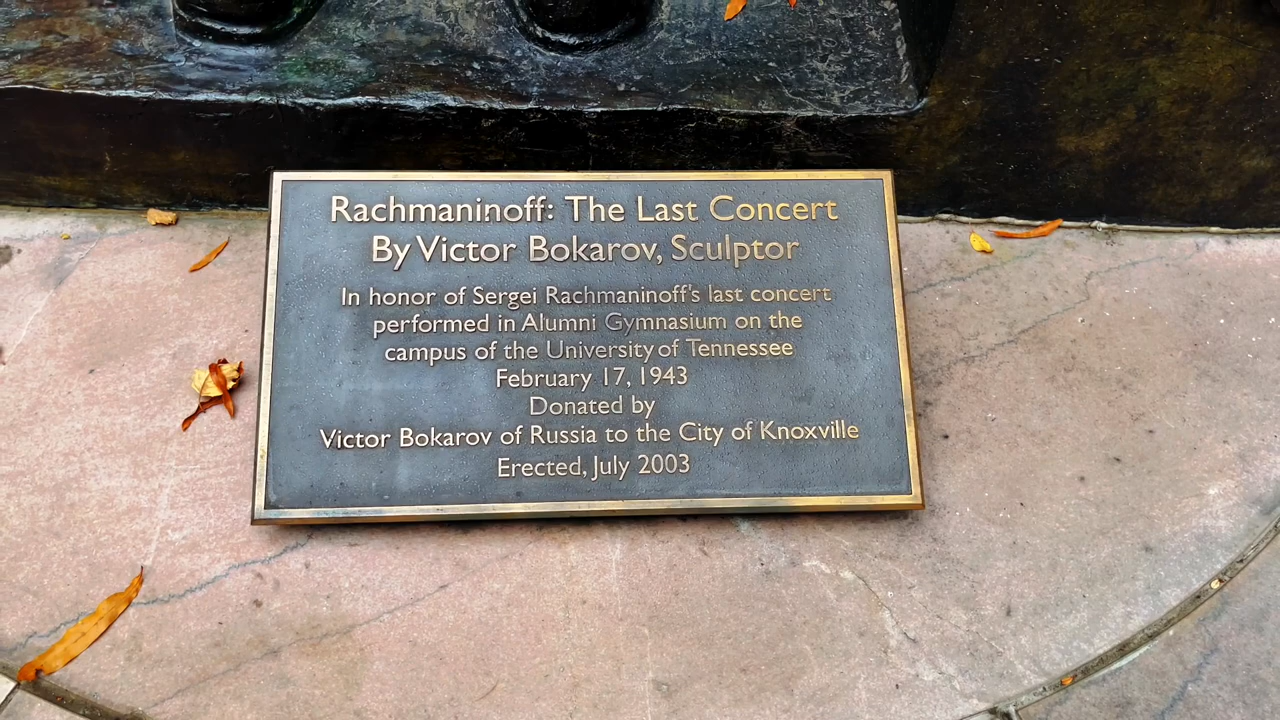 Rachmaninoff: The Last Concert
By Victor Bokarov, Sculptor
In honor of Sergei Rachmaninoff's last concert
performed in Alumni Gymnasium on the
campus of the University of Tennessee
February 17, 1943
Donated by
Victor Bokarov of Russia to the City of Knoxville
Erected, July 2003